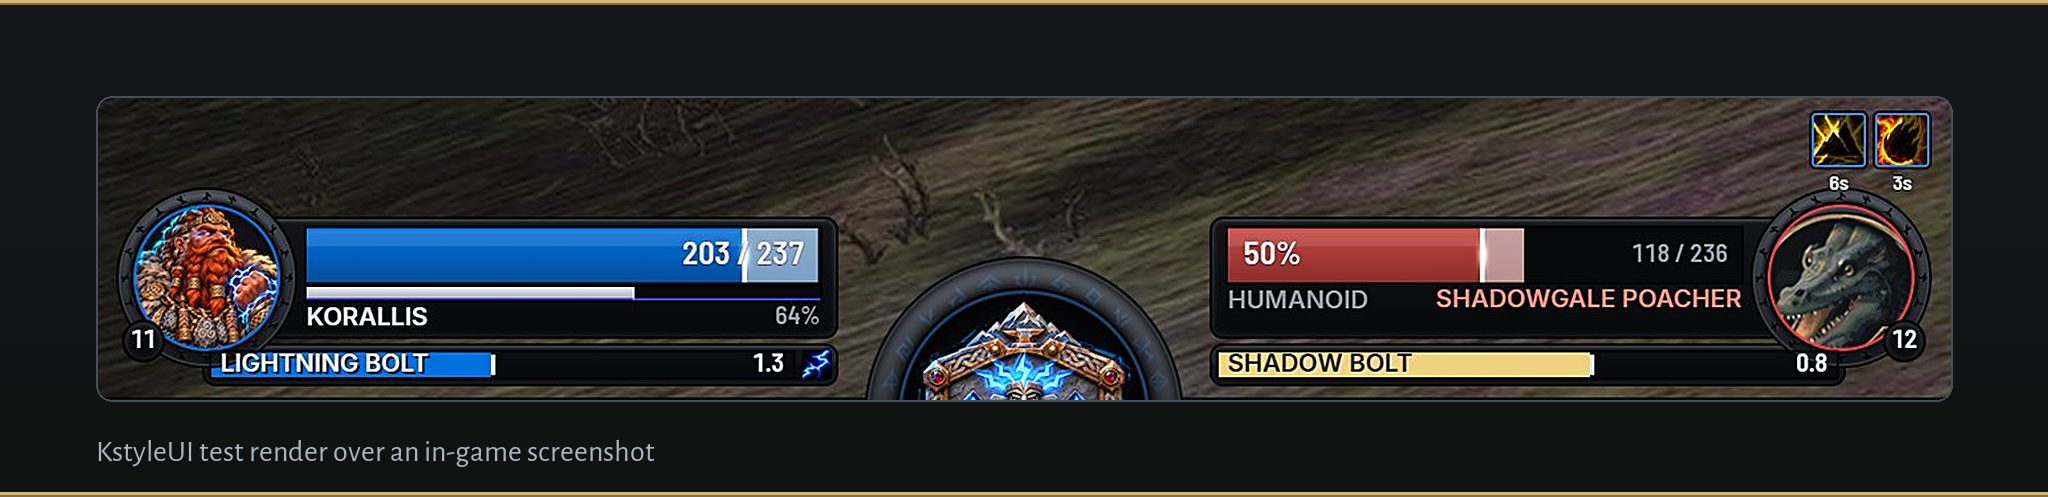 6s 3s
203 / 237
50% 118 / 236
HUMANOID SHADOWGALE POACHER
KORALLIS 64%
11
12
LIGHTNING BOLT 1.3
SHADOW BOLT 0.8
KstyleUI test render over an in-game screenshot